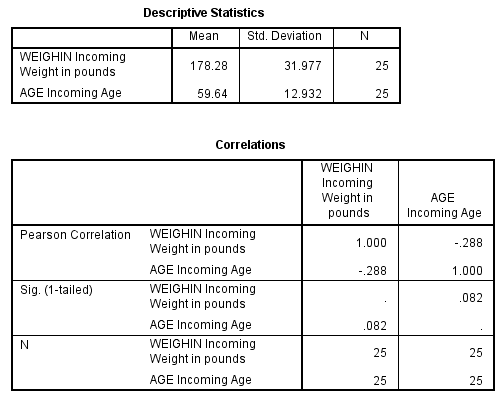 Descriptive Statistics
Mean Std. Deviation N
WEIGHIN Incoming
Weight in pounds 178.28 31.977 25
AGE Incoming Age 59.64 12.932 25
Correlations
WEIGHIN
Incoming
Weight in
pounds AGE
Incoming Age
Pearson Correlation WEIGHIN Incoming
Weight in pounds 1.000 -.288
AGE Incoming Age -.288 1.000
Sig. (1-tailed) WEIGHIN Incoming
Weight in pounds . .082
AGE Incoming Age .082 .
N WEIGHIN Incoming
Weight in pounds 25 25
AGE Incoming Age 25 25